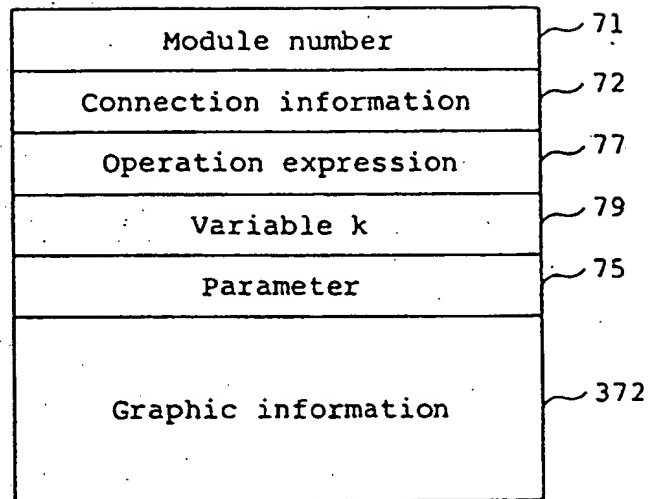 Module number 71
Connection information 72
Operation expression 77
Variable k 79
Parameter 75
Graphic information 372